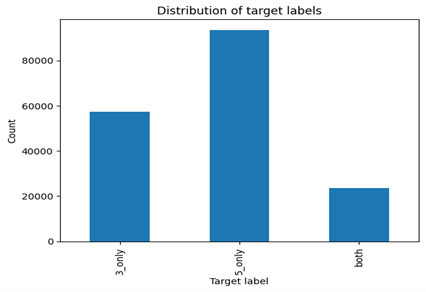 Distribution of target labels
Count
80000
60000
40000
20000
0
3_only
5_only
both
Target label